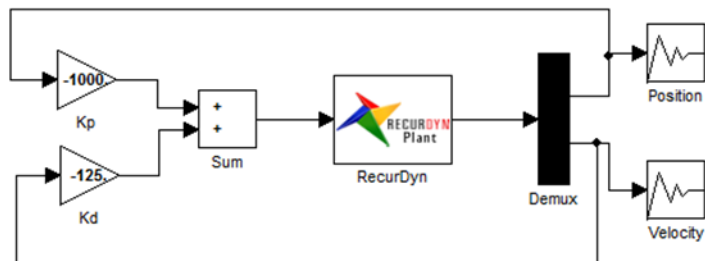 -1000.
Kp
+
+
Sum
RECURDYN
Plant
RecurDyn
Demux
Position
-125.
Kd
Velocity